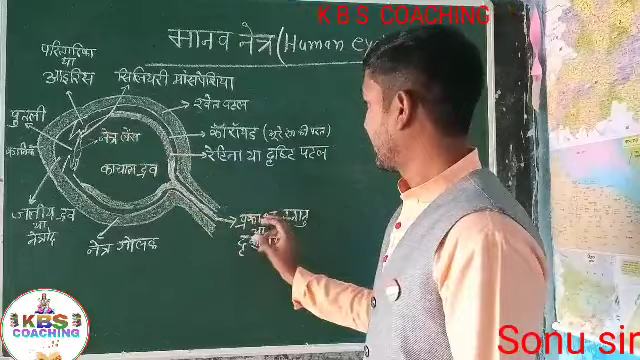 K B S COACHING
मानव नेत्र (Human ey
परितारिका
या
आइरिस
सिलियरी मांसपेशिया
पुतली
श्वेत पटल
नेत्र लेंस
कॉरॉयड (भूरे रंग की परत)
रेटिना या दृष्टि पटल
काचाभ द्रव
जलीय द्रव
या
नेत्रोद
नेत्र गोलक
या
KBS
COACHING
Sonu sir